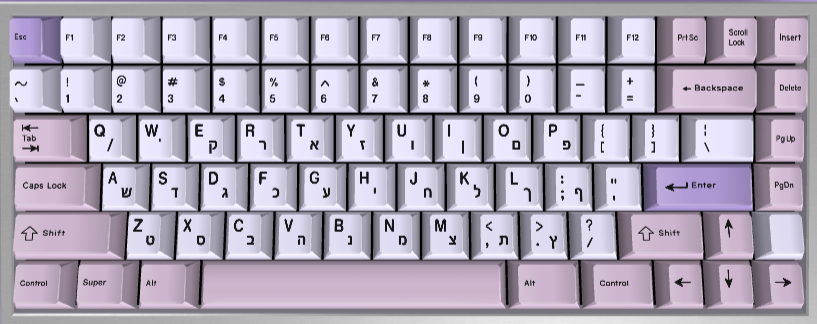 Esc F1 F2 F3 F4 F5 F6 F7 F8 F9 F10 F11 F12 Prt Sc Scroll Lock Insert
~ ` ! 1 @ 2 # 3 $ 4 % 5 ^ 6 & 7 * 8 ( 9 ) 0 _ - + = ← Backspace Delete
Tab Q / W ' E ק R ר T א Y ז U ו I ן O ם P פ { [ } ] ¦ \ Pg Up
Caps Lock A ש S ד D ג F כ G ע H י J ח K ל L ך : ; ף " ' Enter PgDn
Shift Z ט X ס C ב V ה B נ N מ M צ < , ת > . ץ ? / Shift ↑
Control Super Alt Alt Control ← ↓ →